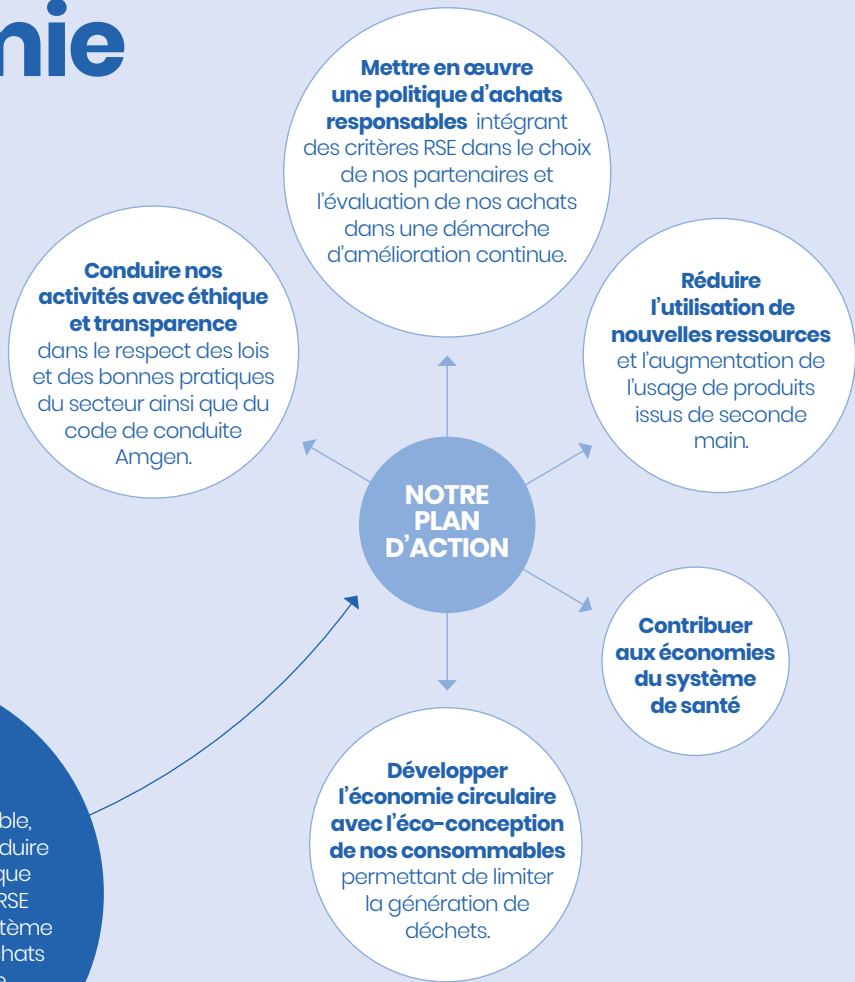 nie
Mettre en œuvre
une politique d’achats
responsables intégrant
des critères RSE dans le choix
de nos partenaires et
l’évaluation de nos achats
dans une démarche
d’amélioration continue.
Conduire nos
activités avec éthique
et transparence
dans le respect des lois
et des bonnes pratiques
du secteur ainsi que du
code de conduite
Amgen.
Réduire
l’utilisation de
nouvelles ressources
et l’augmentation de
l’usage de produits
issus de seconde
main.
NOTRE
PLAN
D’ACTION
Contribuer
aux économies
du système
de santé
Développer
l’économie circulaire
avec l’éco-conception
de nos consommables
permettant de limiter
la génération de
déchets.
ble,
duire
que
RSE
tème
hats